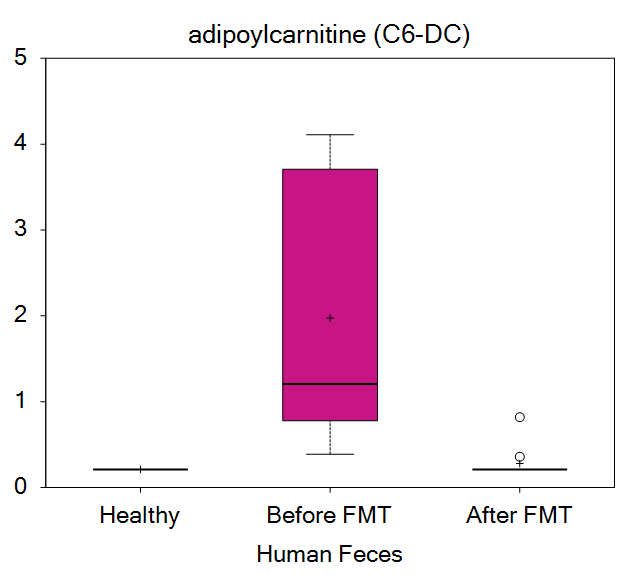 adipoylcarnitine (C6-DC)
5
4
3
2
1
0
Healthy Before FMT After FMT
Human Feces